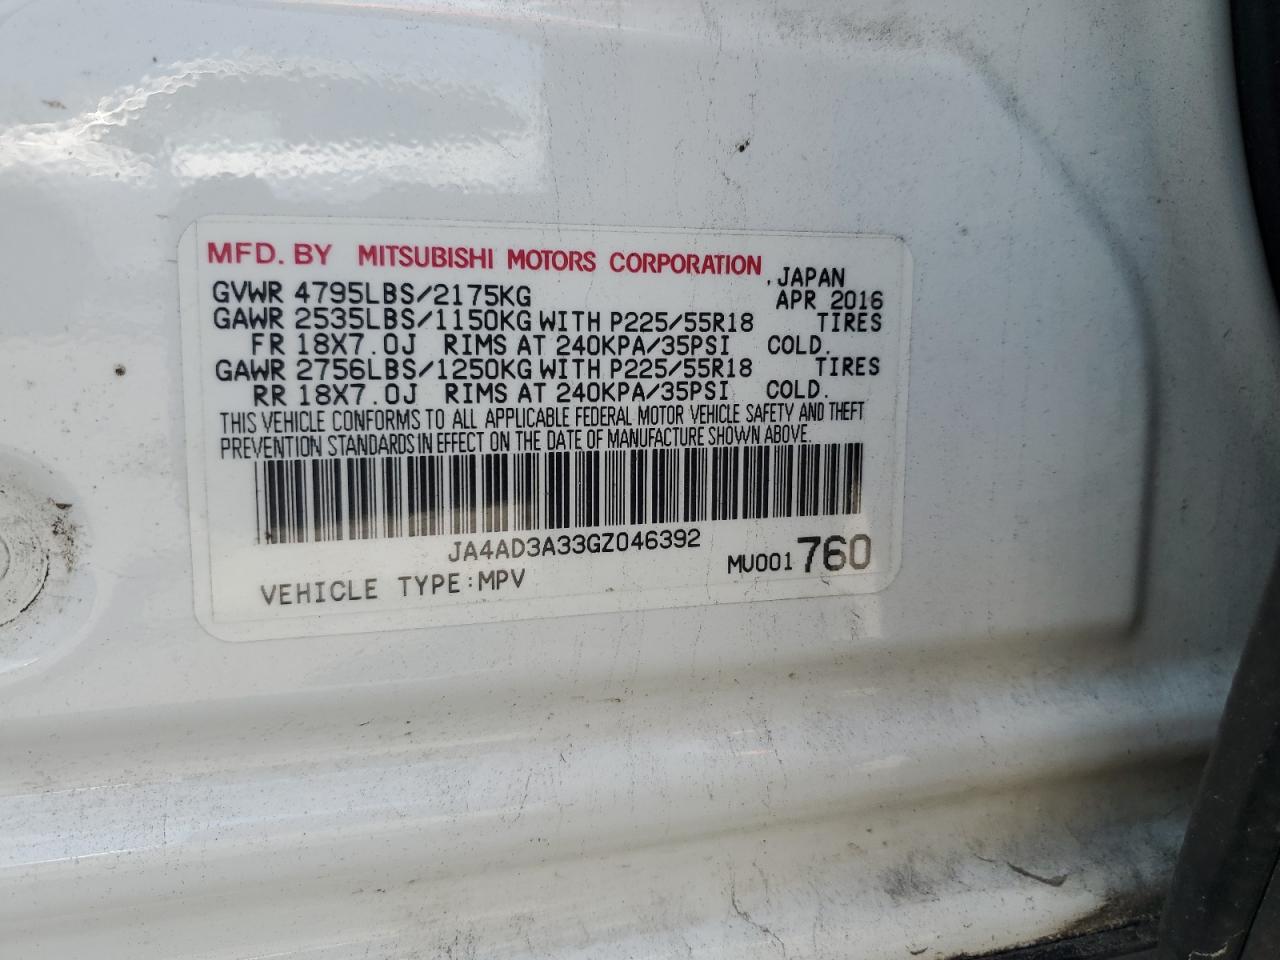 MFD. BY MITSUBISHI MOTORS CORPORATION, JAPAN
GVWR 4795LBS/2175KG APR 2016
GAWR 2535LBS/1150KG WITH P225/55R18 TIRES
FR 18X7.0J RIMS AT 240KPA/35PSI COLD.
GAWR 2756LBS/1250KG WITH P225/55R18 TIRES
RR 18X7.0J RIMS AT 240KPA/35PSI COLD.
THIS VEHICLE CONFORMS TO ALL APPLICABLE FEDERAL MOTOR VEHICLE SAFETY AND THEFT
PREVENTION STANDARDS IN EFFECT ON THE DATE OF MANUFACTURE SHOWN ABOVE.
JA4AD3A33GZ046392
MU001760
VEHICLE TYPE:MPV